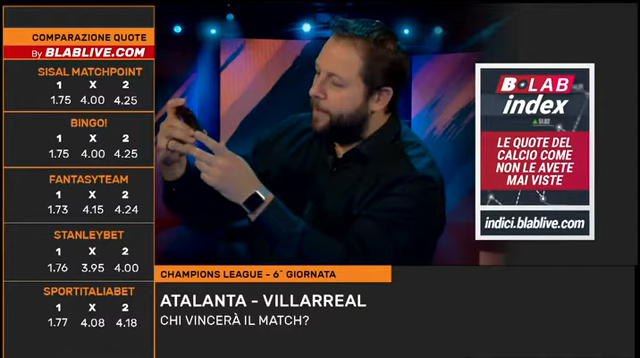 COMPARAZIONE QUOTE
By BLABLIVE.COM
SISAL MATCHPOINT
1 X 2
1.75 4.00 4.25
BINGO!
1 X 2
1.75 4.00 4.25
FANTASYTEAM
1 X 2
1.73 4.15 4.24
STANLEYBET
1 X 2
1.76 3.95 4.00
SPORTITALIABET
1 X 2
1.77 4.08 4.18
B LAB
index
51.02
LE QUOTE DEL
CALCIO COME
NON LE AVETE
MAI VISTE
indici.blablive.com
CHAMPIONS LEAGUE - 6^ GIORNATA
ATALANTA - VILLARREAL
CHI VINCERÀ IL MATCH?